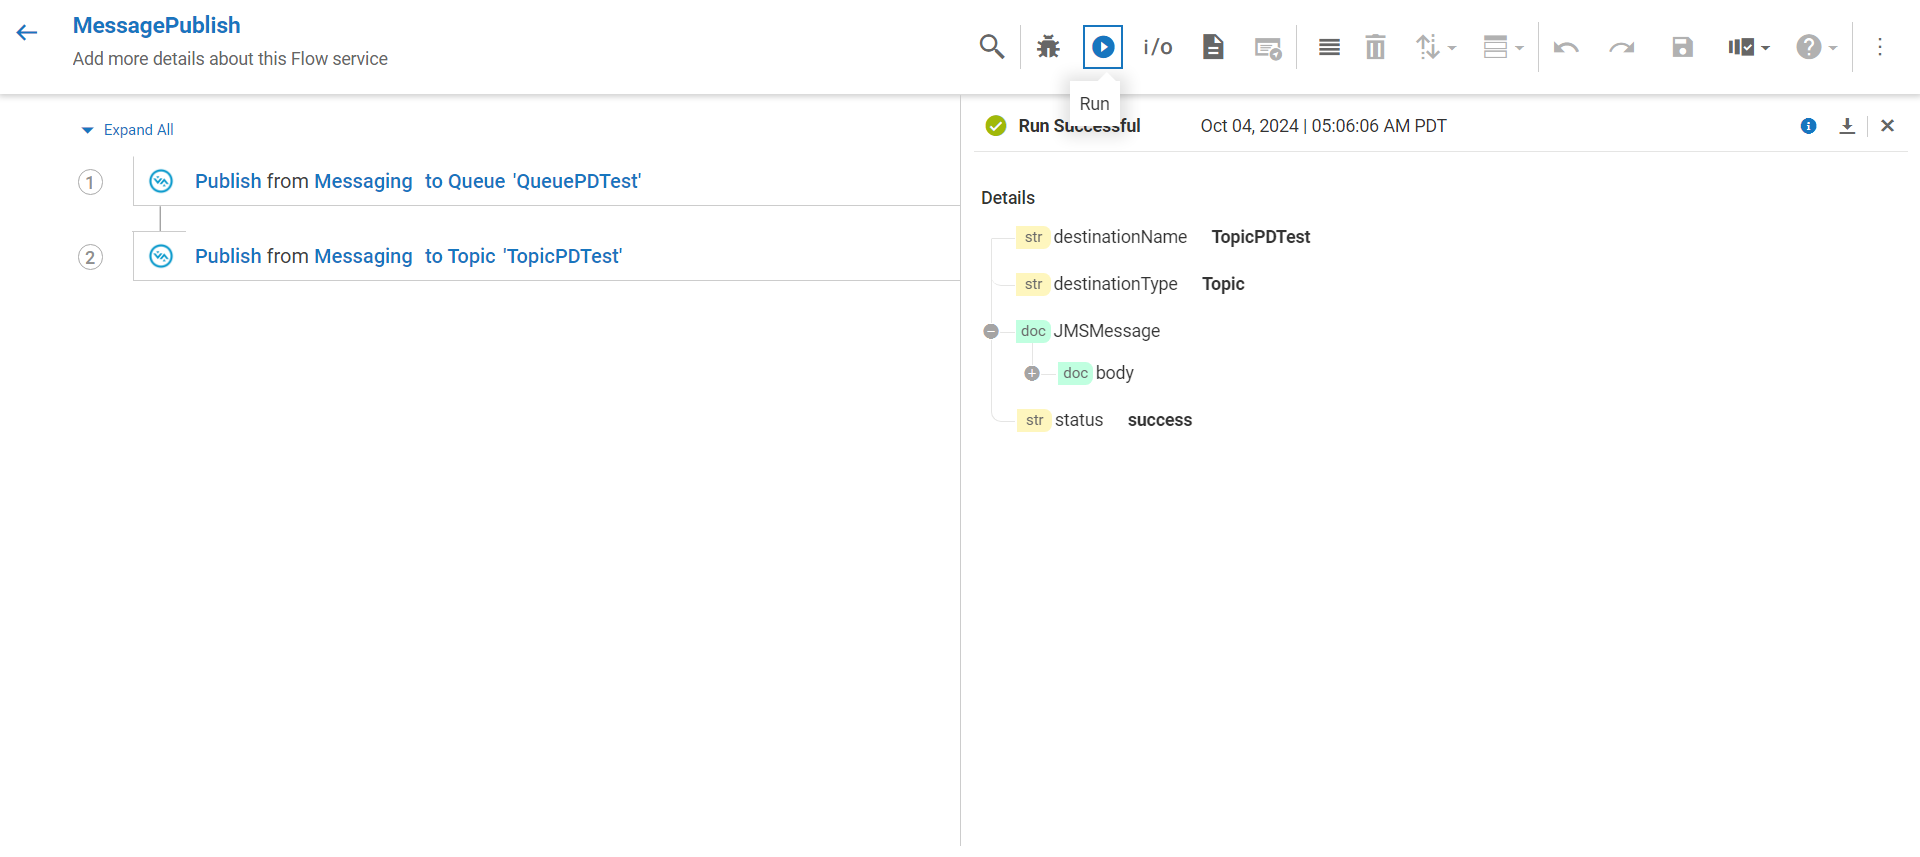 MessagePublish
Add more details about this Flow service
i/o
Run
Expand All
Run Successful Oct 04, 2024 | 05:06:06 AM PDT
1 Publish from Messaging to Queue 'QueuePDTest'
2 Publish from Messaging to Topic 'TopicPDTest'
Details
str destinationName TopicPDTest
str destinationType Topic
doc JMSMessage
doc body
str status success